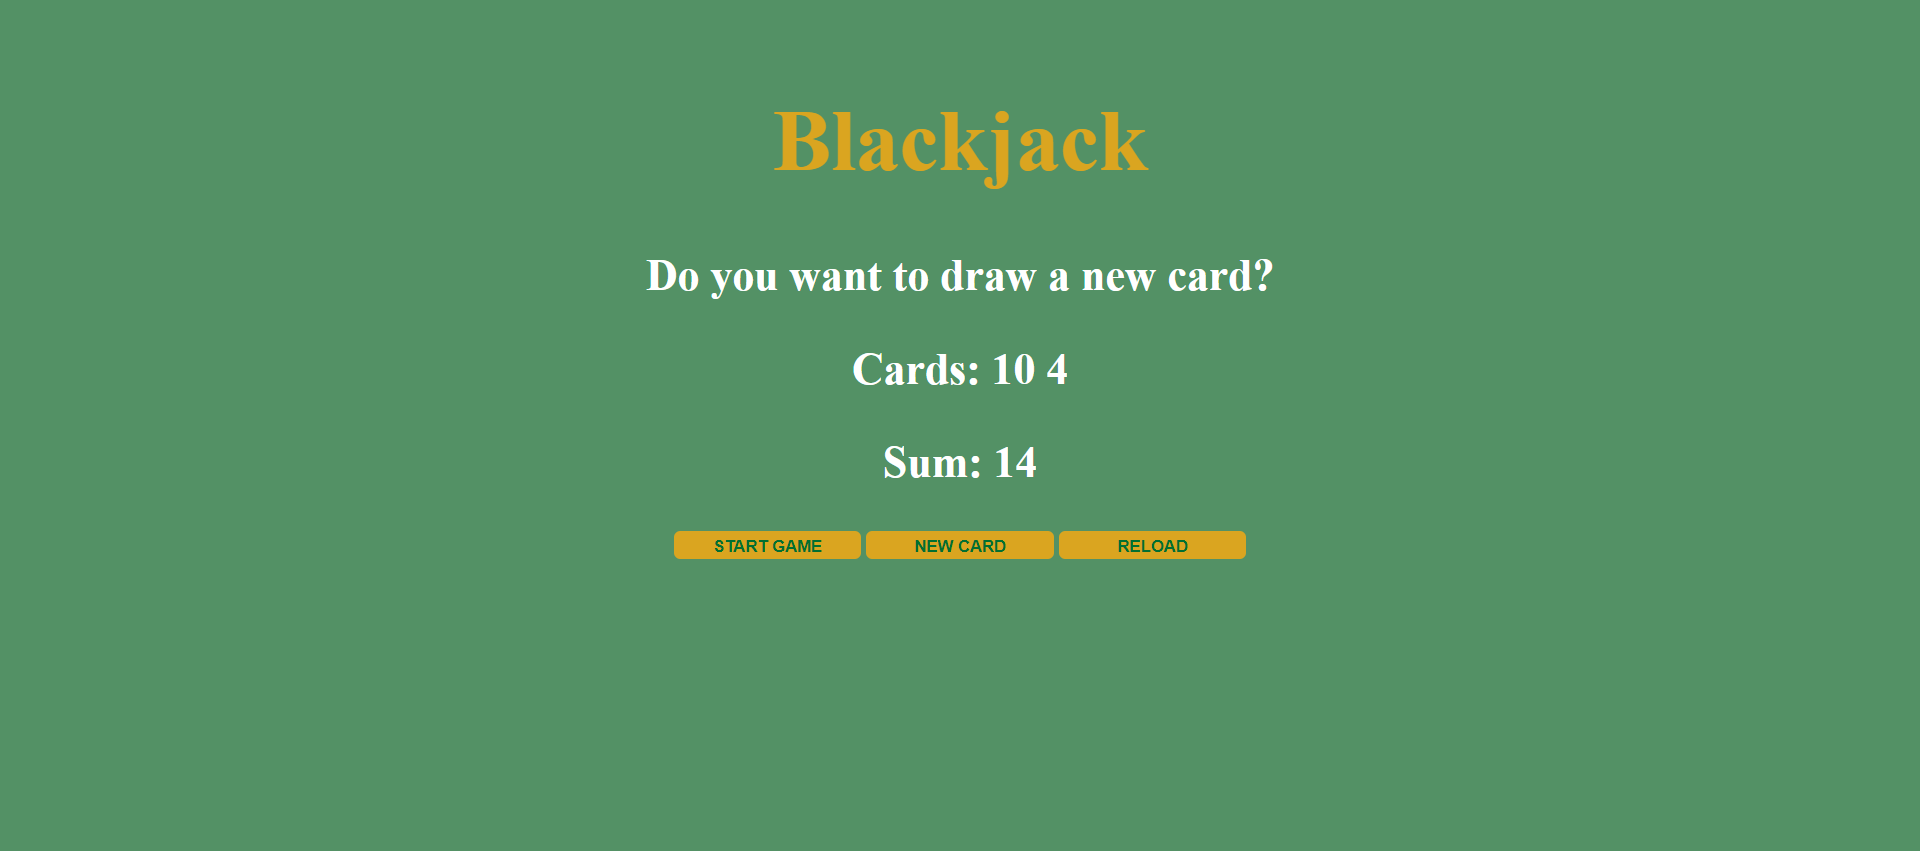 Blackjack
Do you want to draw a new card?
Cards: 10 4
Sum: 14
START GAME NEW CARD RELOAD